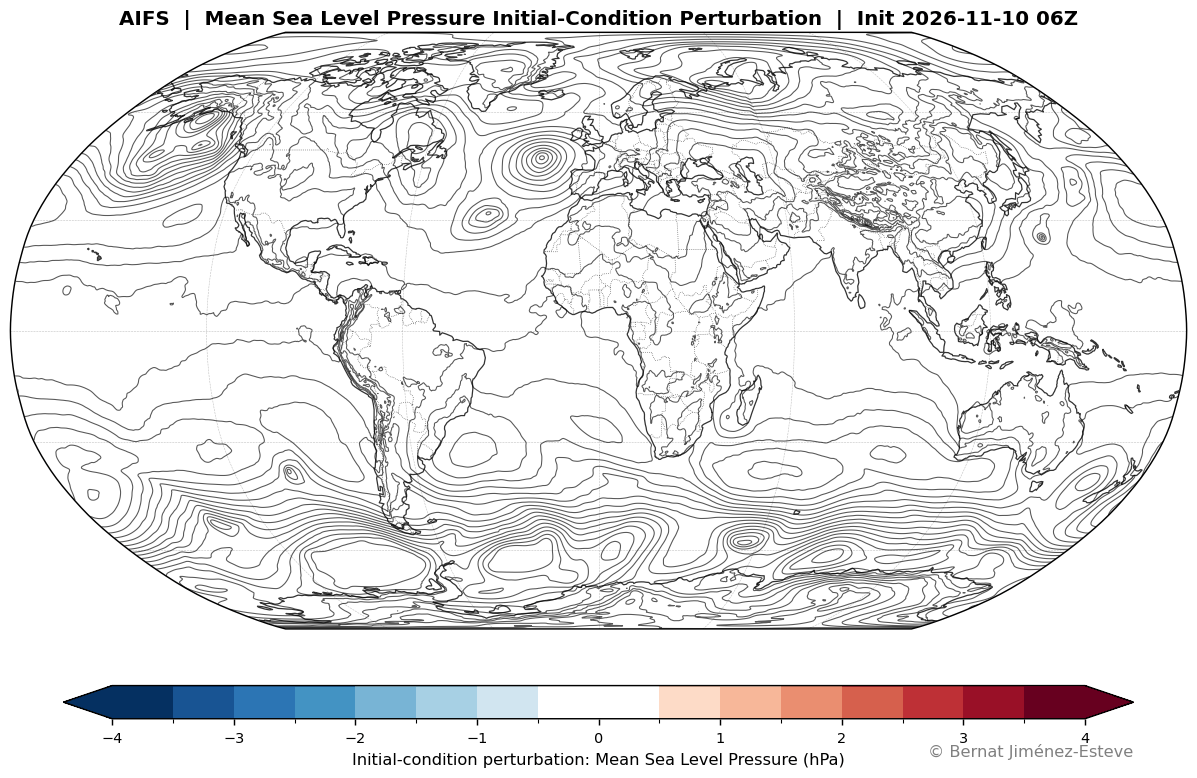 AIFS | Mean Sea Level Pressure Initial-Condition Perturbation | Init 2026-11-10 06Z
−4 −3 −2 −1 0 1 2 3 4
Initial-condition perturbation: Mean Sea Level Pressure (hPa)
© Bernat Jiménez-Esteve